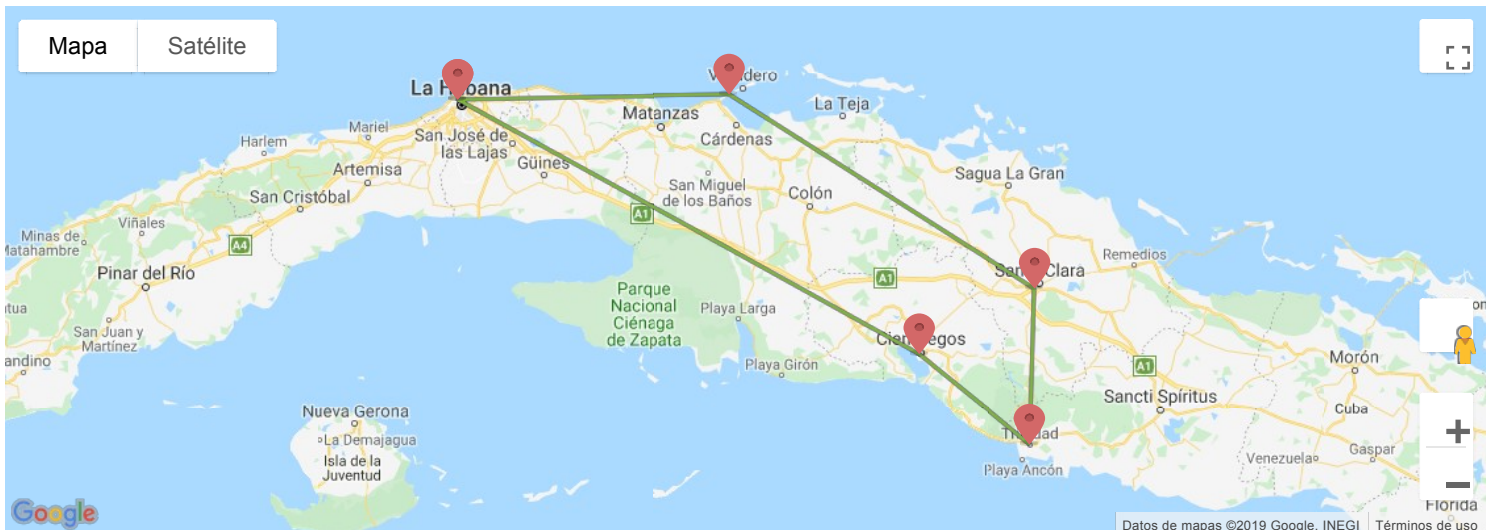 Mapa
Satélite
La Habana
Varadero
La Teja
Matanzas
Cárdenas
Mariel
San José de
las Lajas
Harlem
Artemisa
Güines
San Cristóbal
San Miguel
de los Baños
Colón
Sagua La Gran
Viñales
Minas de
Matahambre
A4
A1
Pinar del Río
A1
Santa Clara
Remedios
Parque
Nacional
Ciénaga
de Zapata
Playa Larga
San Juan y
Martínez
Cienfuegos
Playa Girón
A1
Morón
Sancti Spíritus
Cuba
Nueva Gerona
La Demajagua
Isla de la
Juventud
Trinidad
Playa Ancón
Venezuela
Gaspar
Florida
Google
Datos de mapas ©2019 Google, INEGI
Términos de uso